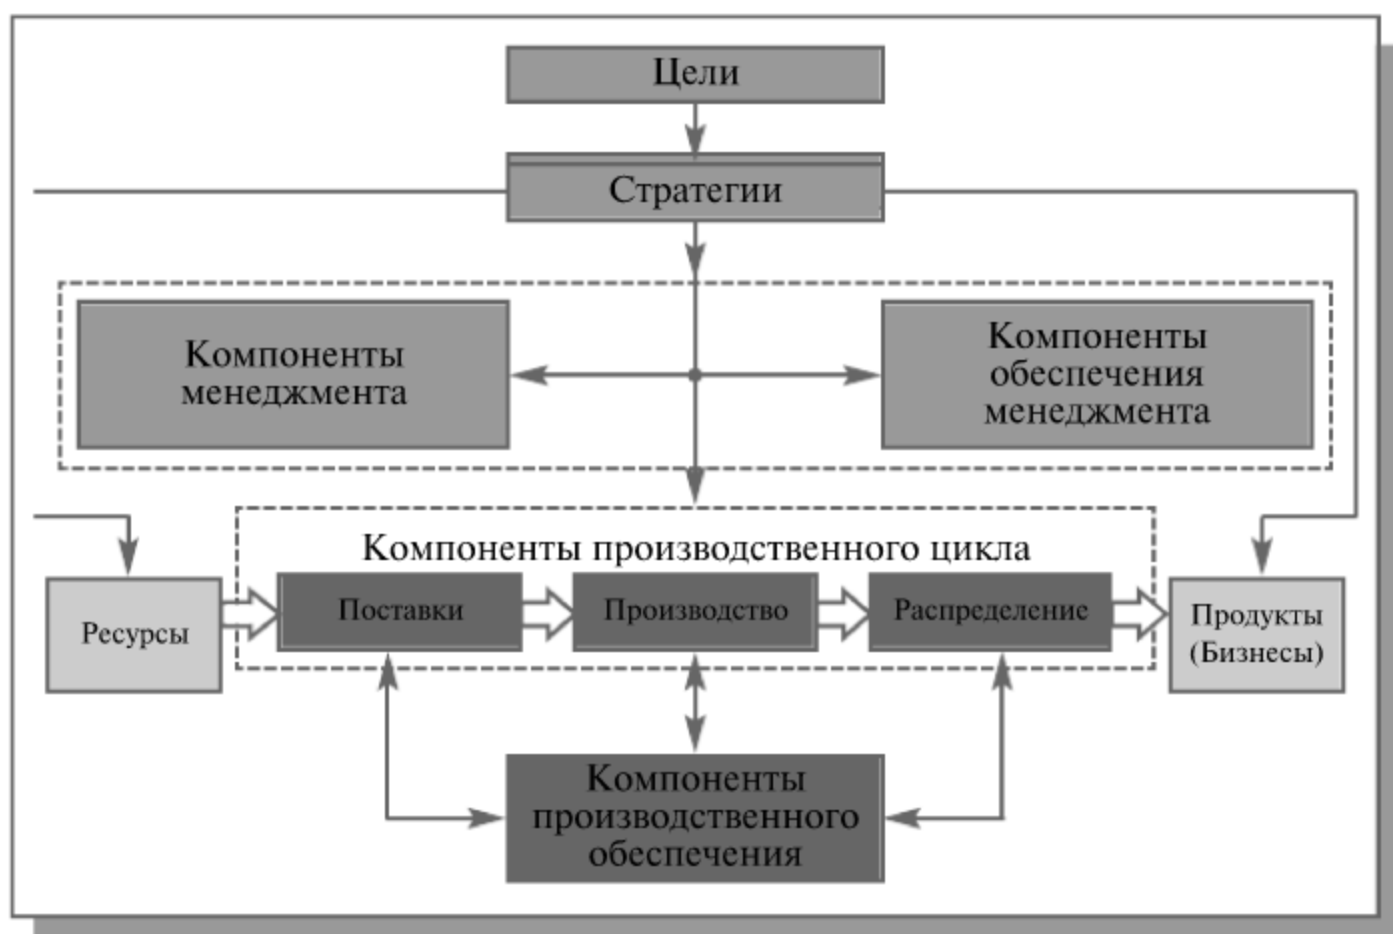 Цели
Стратегии
Компоненты
менеджмента
Компоненты
обеспечения
менеджмента
Компоненты производственного цикла
Ресурсы
Поставки
Производство
Распределение
Продукты
(Бизнесы)
Компоненты
производственного
обеспечения